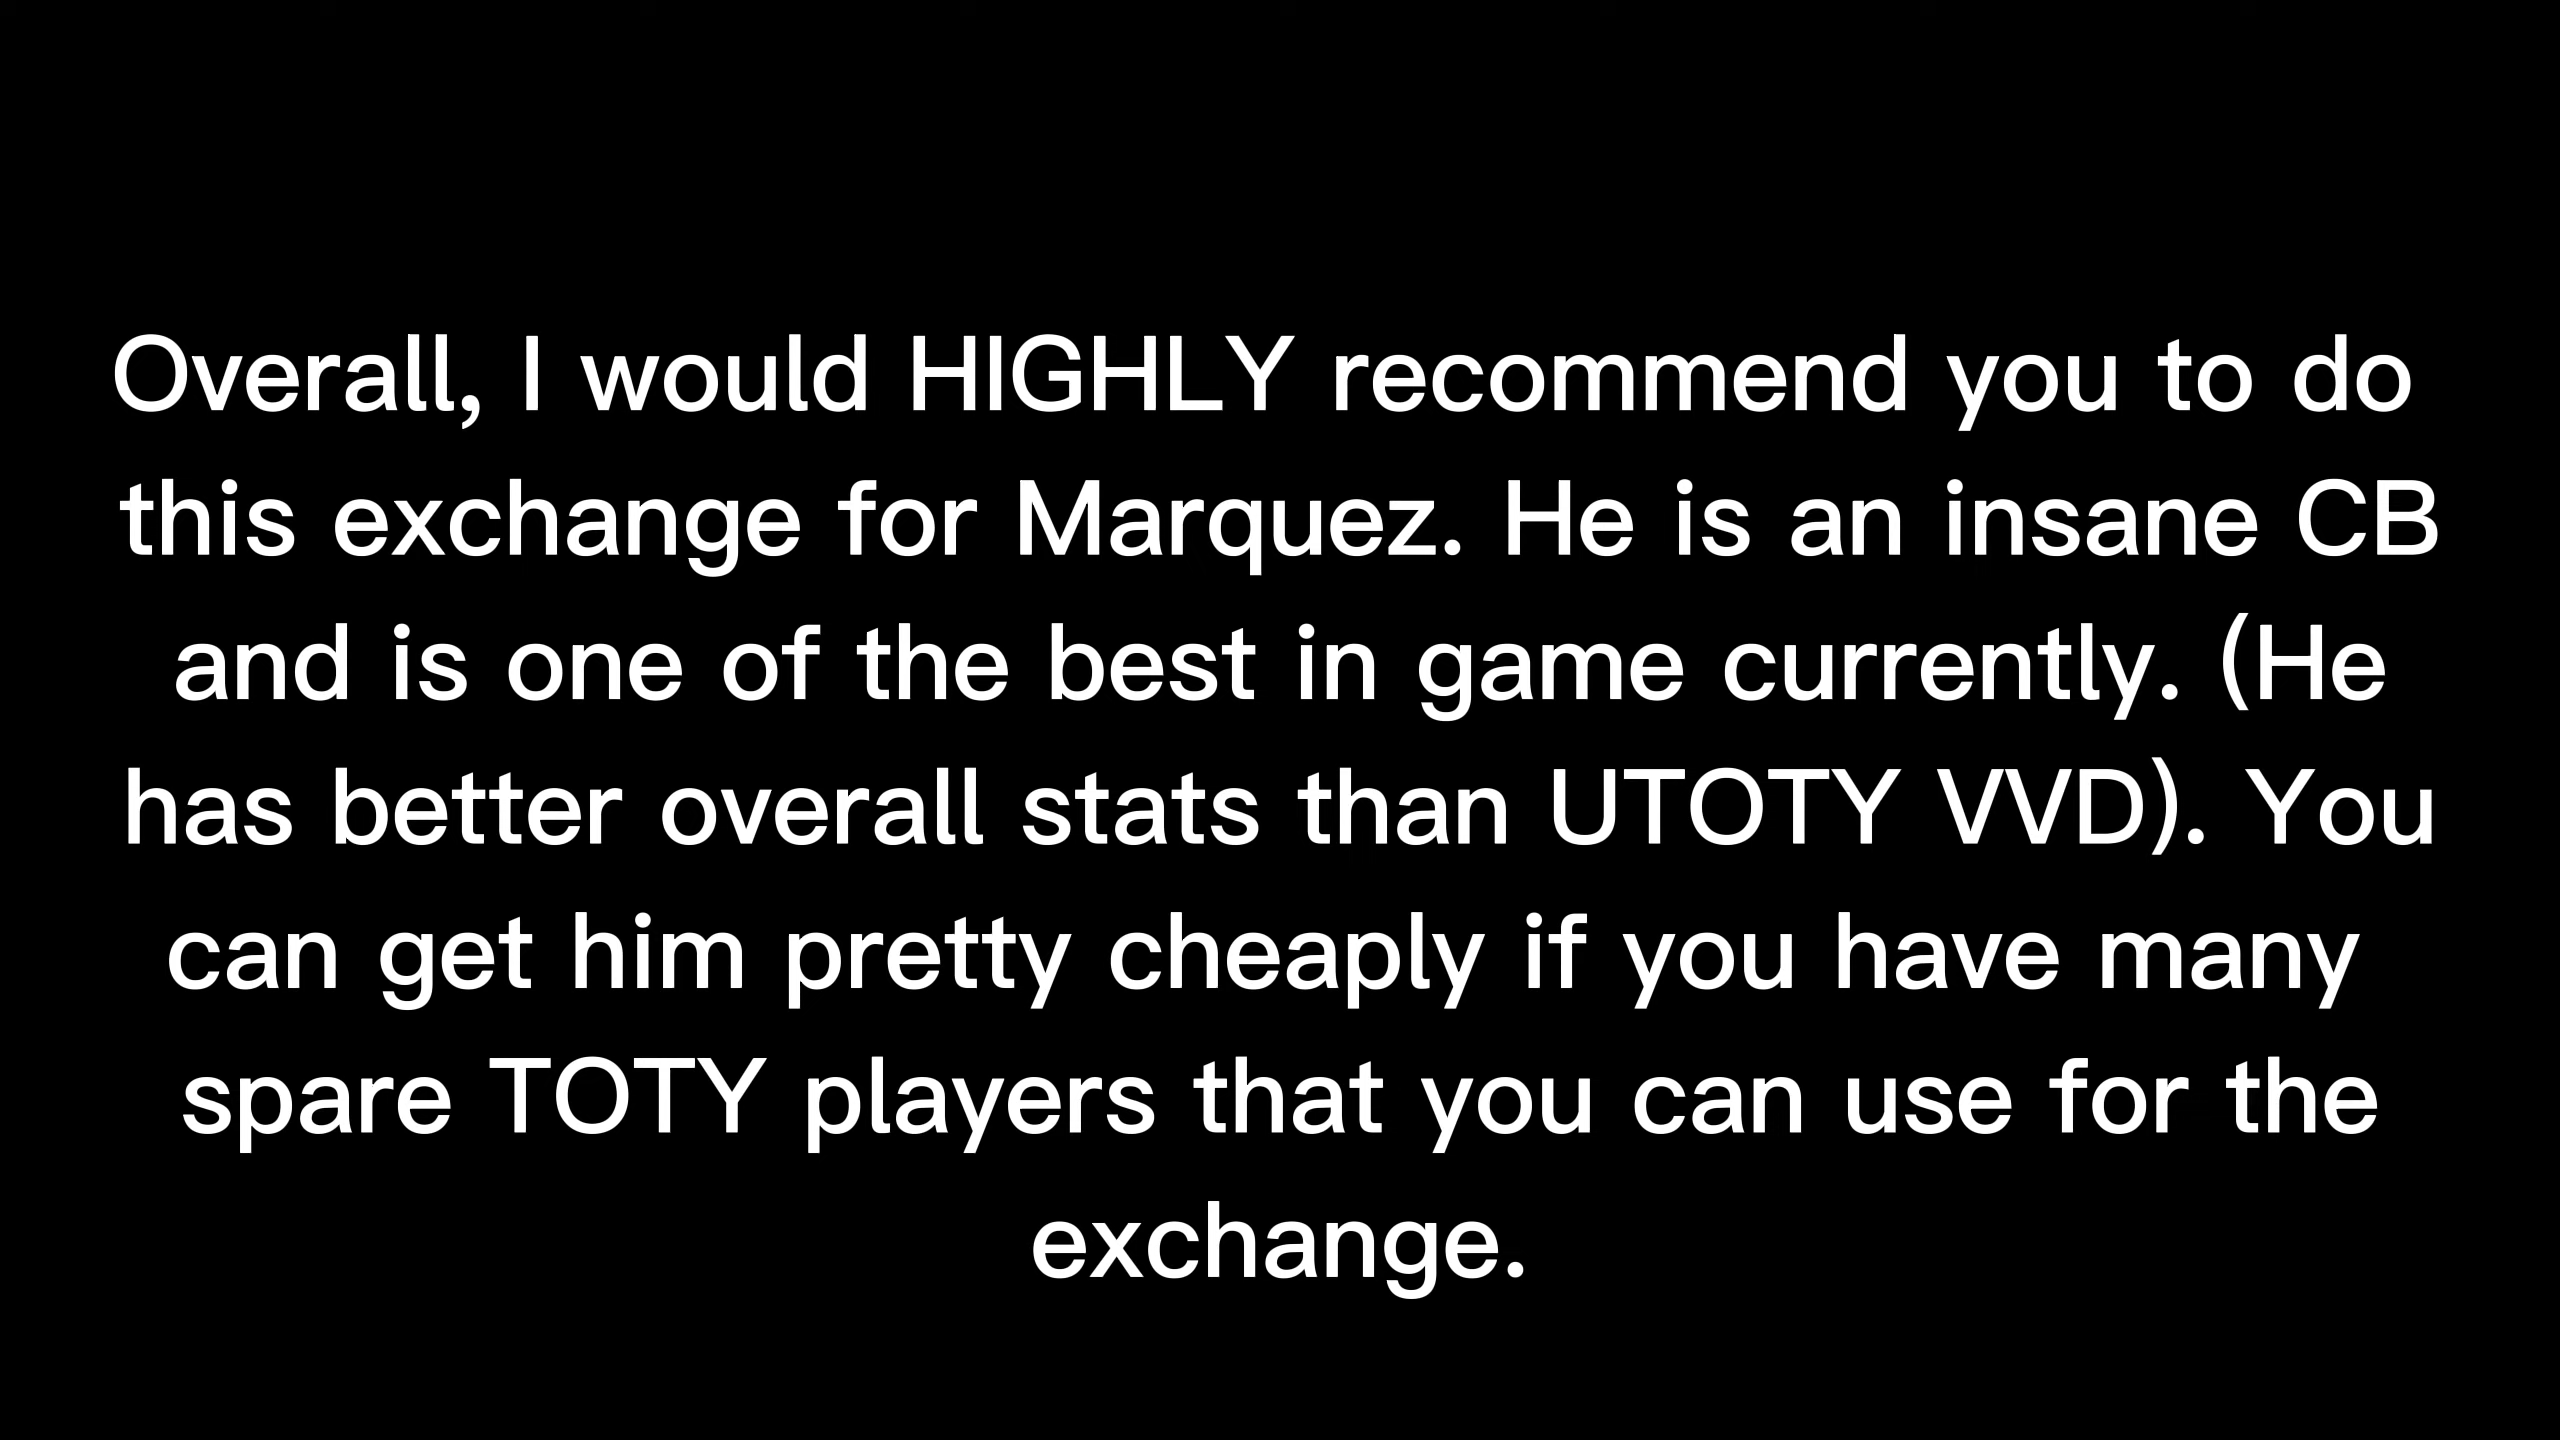 Overall, I would HIGHLY recommend you to do
this exchange for Marquez. He is an insane CB
and is one of the best in game currently. (He
has better overall stats than UTOTY VVD). You
can get him pretty cheaply if you have many
spare TOTY players that you can use for the
exchange.